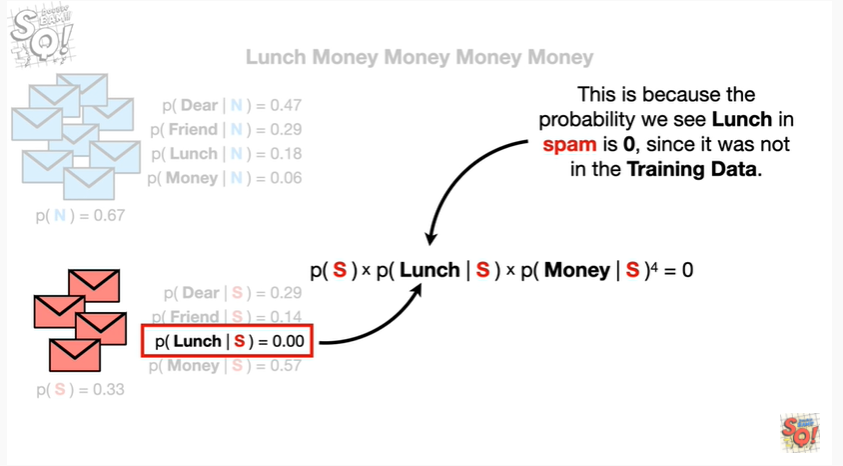 Lunch Money Money Money Money
This is because the
probability we see Lunch in
spam is 0, since it was not
in the Training Data.
p( Dear | N ) = 0.47
p( Friend | N ) = 0.29
p( Lunch | N ) = 0.18
p( Money | N ) = 0.06
p( N ) = 0.67
p( S ) × p( Lunch | S ) × p( Money | S )⁴ = 0
p( Dear | S ) = 0.29
p( Friend | S ) = 0.14
p( Lunch | S ) = 0.00
p( Money | S ) = 0.57
p( S ) = 0.33